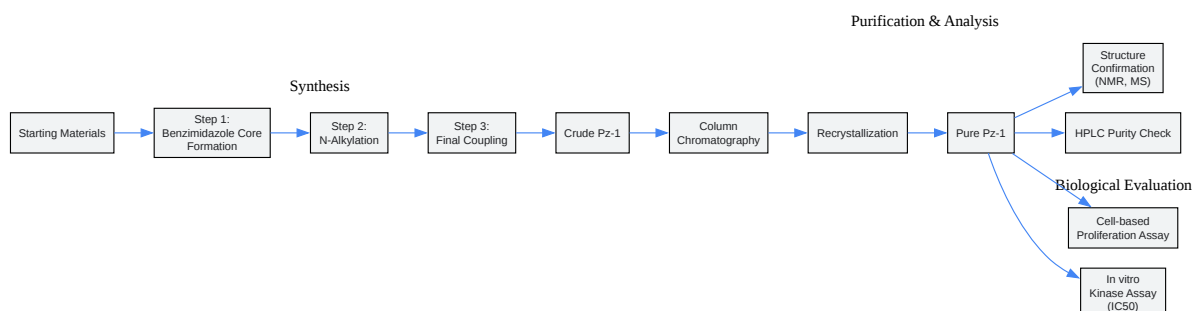 Purification & Analysis
Structure
Confirmation
(NMR, MS)
Synthesis
Starting Materials
Step 1:
Benzimidazole Core
Formation
Step 2:
N-Alkylation
Step 3:
Final Coupling
Crude Pz-1
Column
Chromatography
Recrystallization
Pure Pz-1
HPLC Purity Check
Biological Evaluation
Cell-based
Proliferation Assay
In vitro
Kinase Assay
(IC50)